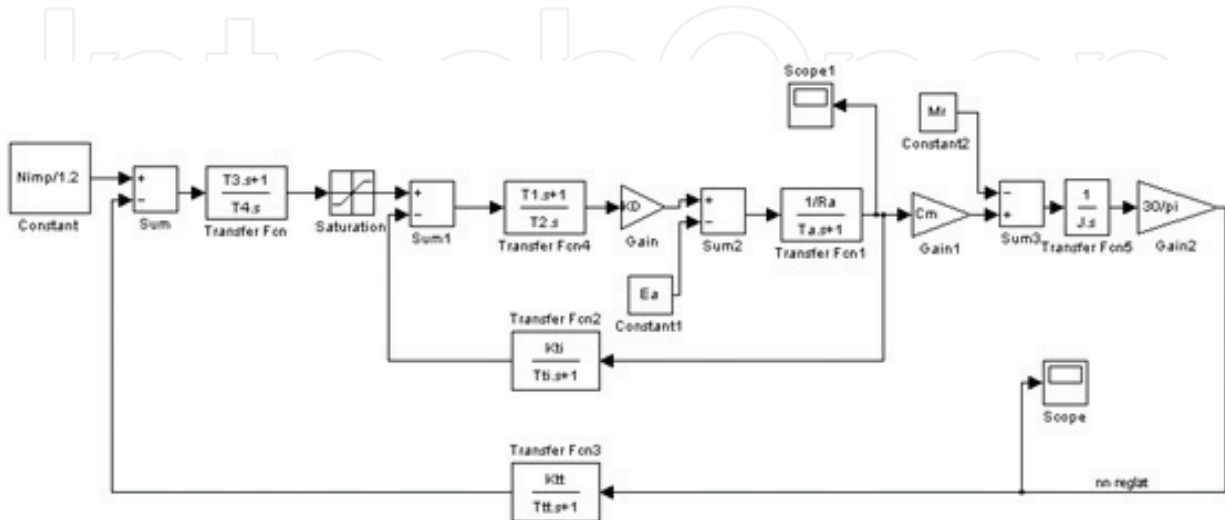 IntechOpen
Scope1
Mr
Constant2
Nimp/1.2
Constant
+
−
Sum
T3.s+1
T4.s
Transfer Fcn
Saturation
+
−
Sum1
T1.s+1
T2.s
Transfer Fcn4
Gain
+
−
Sum2
1/Ra
Ta.s+1
Transfer Fcn1
Cm
Gain1
−
+
Sum3
1
J.s
Transfer Fcn5
30/pi
Gain2
Ea
Constant1
Transfer Fcn2
Kti
Tti.s+1
Scope
Transfer Fcn3
Ktt
Ttt.s+1
nn reglat